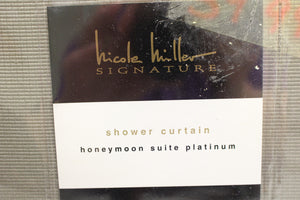 nicole miller
SIGNATURE
shower curtain
honeymoon suite platinum